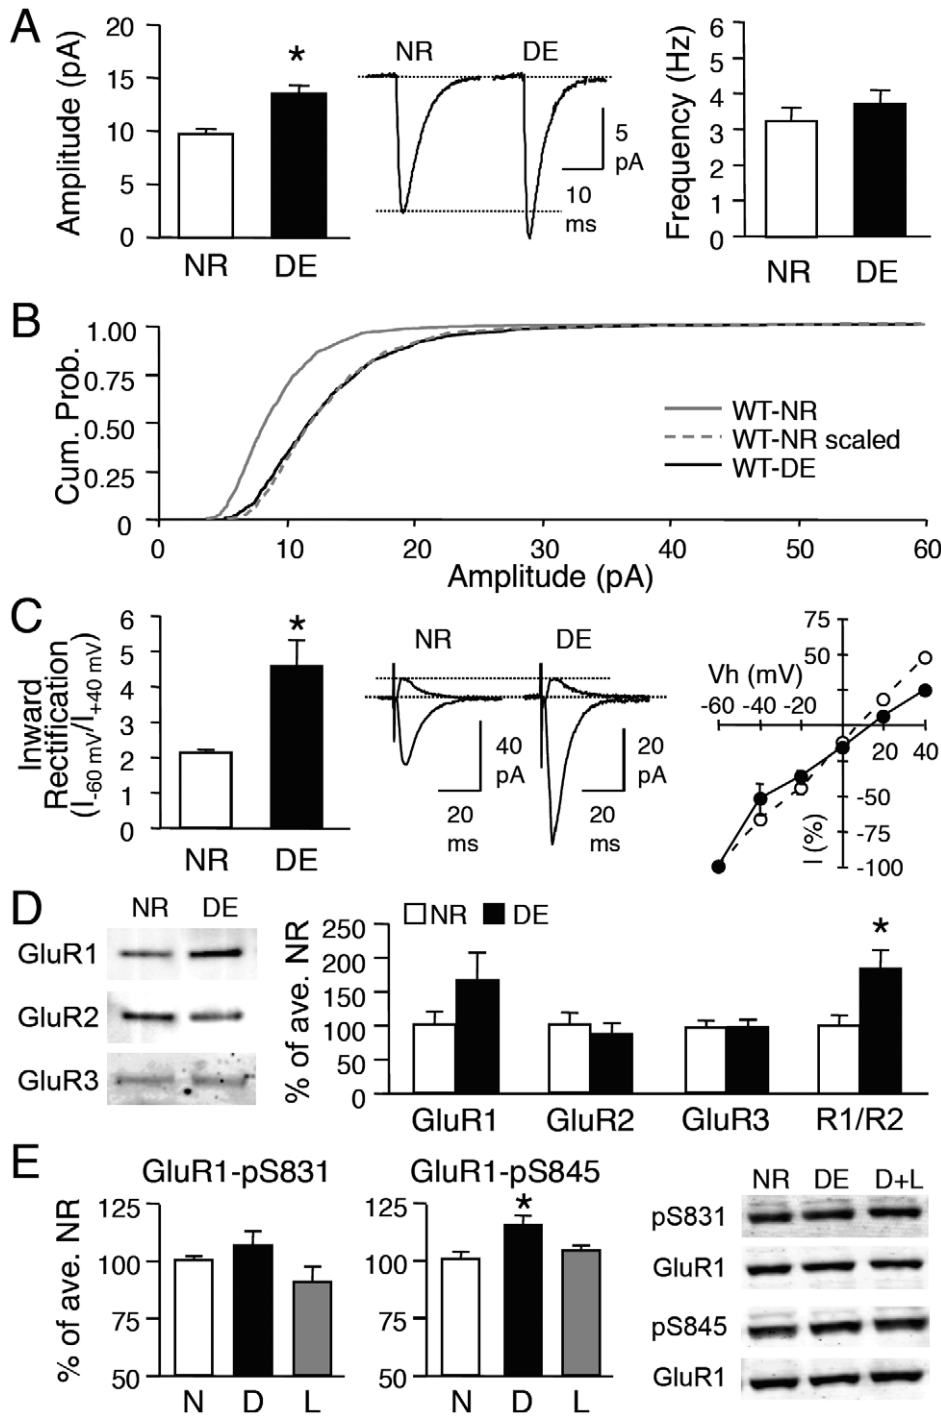 A
Amplitude (pA)
20
15
10
5
0
*
NR
DE
NR
DE
5
pA
10
ms
Frequency (Hz)
6
5
4
3
2
1
0
NR
DE
B
Cum. Prob.
1.00
0.75
0.50
0.25
0
WT-NR
WT-NR scaled
WT-DE
0
10
20
30
40
50
60
Amplitude (pA)
C
Inward
Rectification
(I-60 mV/I+40 mV)
6
5
4
3
2
1
0
*
NR
DE
NR
DE
40
pA
20
ms
20
pA
20
ms
75
50
Vh (mV)
-60 -40 -20
20 40
-50
-75
-100
I (%)
D
NR DE
GluR1
GluR2
GluR3
% of ave. NR
250
200
150
100
50
0
NR DE
*
GluR1
GluR2
GluR3
R1/R2
E
GluR1-pS831
% of ave. NR
125
100
75
50
N D L
GluR1-pS845
125
100
75
50
*
N D L
NR DE D+L
pS831
GluR1
pS845
GluR1